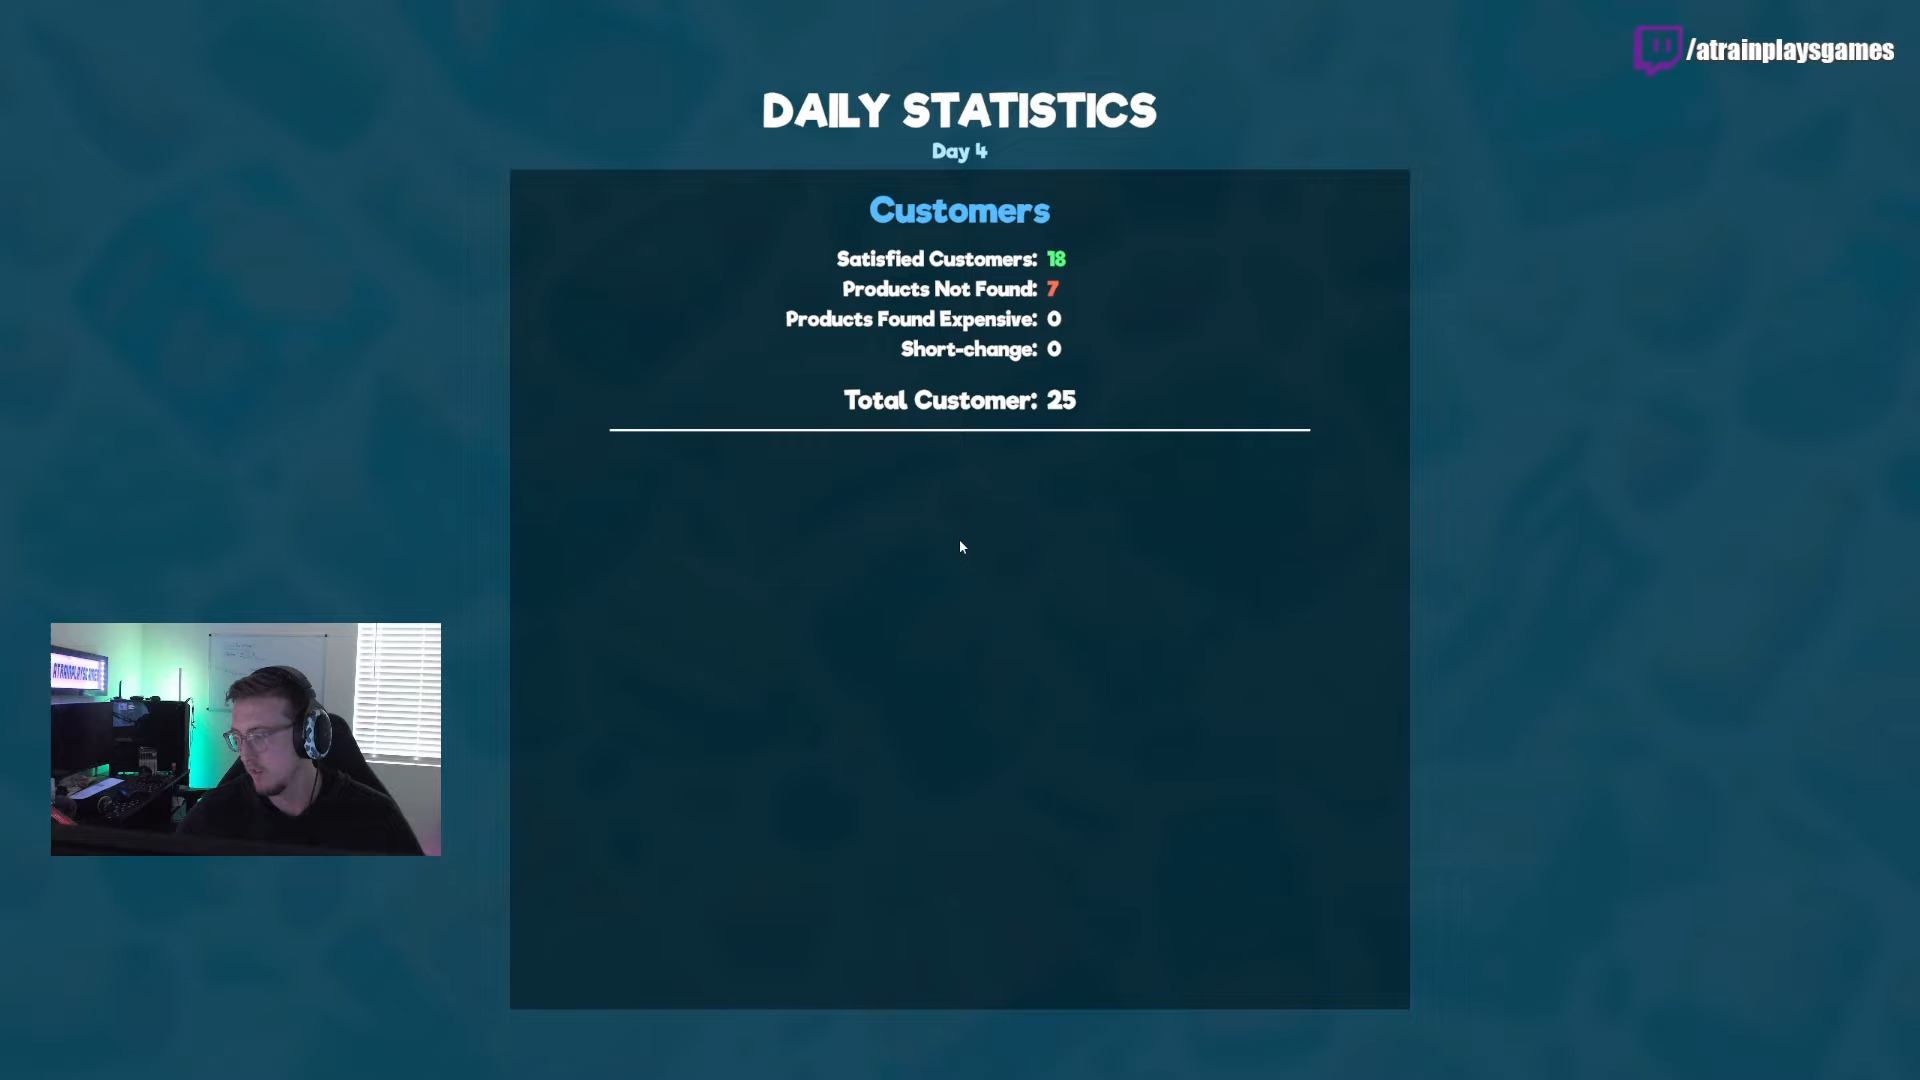 /atrainplaysgames
DAILY STATISTICS
Day 4
Customers
Satisfied Customers: 18
Products Not Found: 7
Products Found Expensive: 0
Short-change: 0
Total Customer: 25
ATRAINPLAYSGAMES